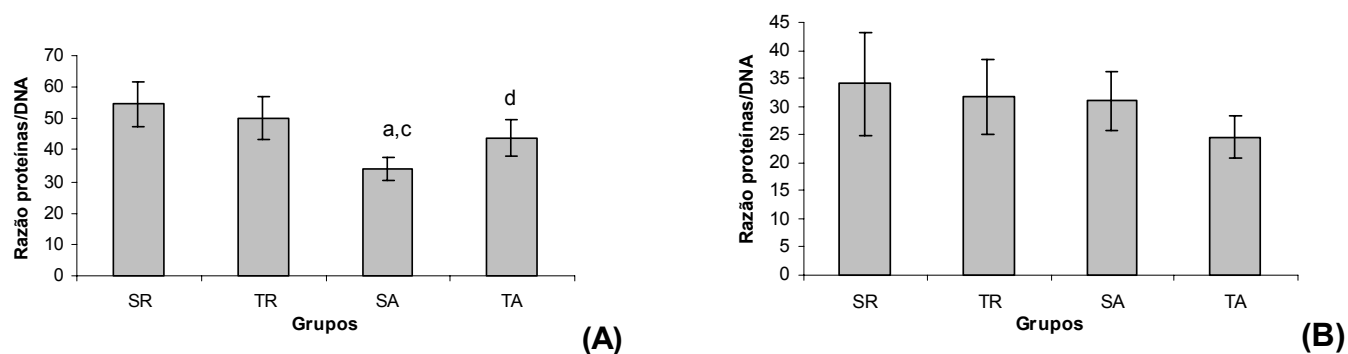 Razão proteínas/DNA
70
60
50
40
30
20
10
0
a,c
d
SR TR SA TA
Grupos
(A)
Razão proteínas/DNA
45
40
35
30
25
20
15
10
5
0
SR TR SA TA
Grupos
(B)